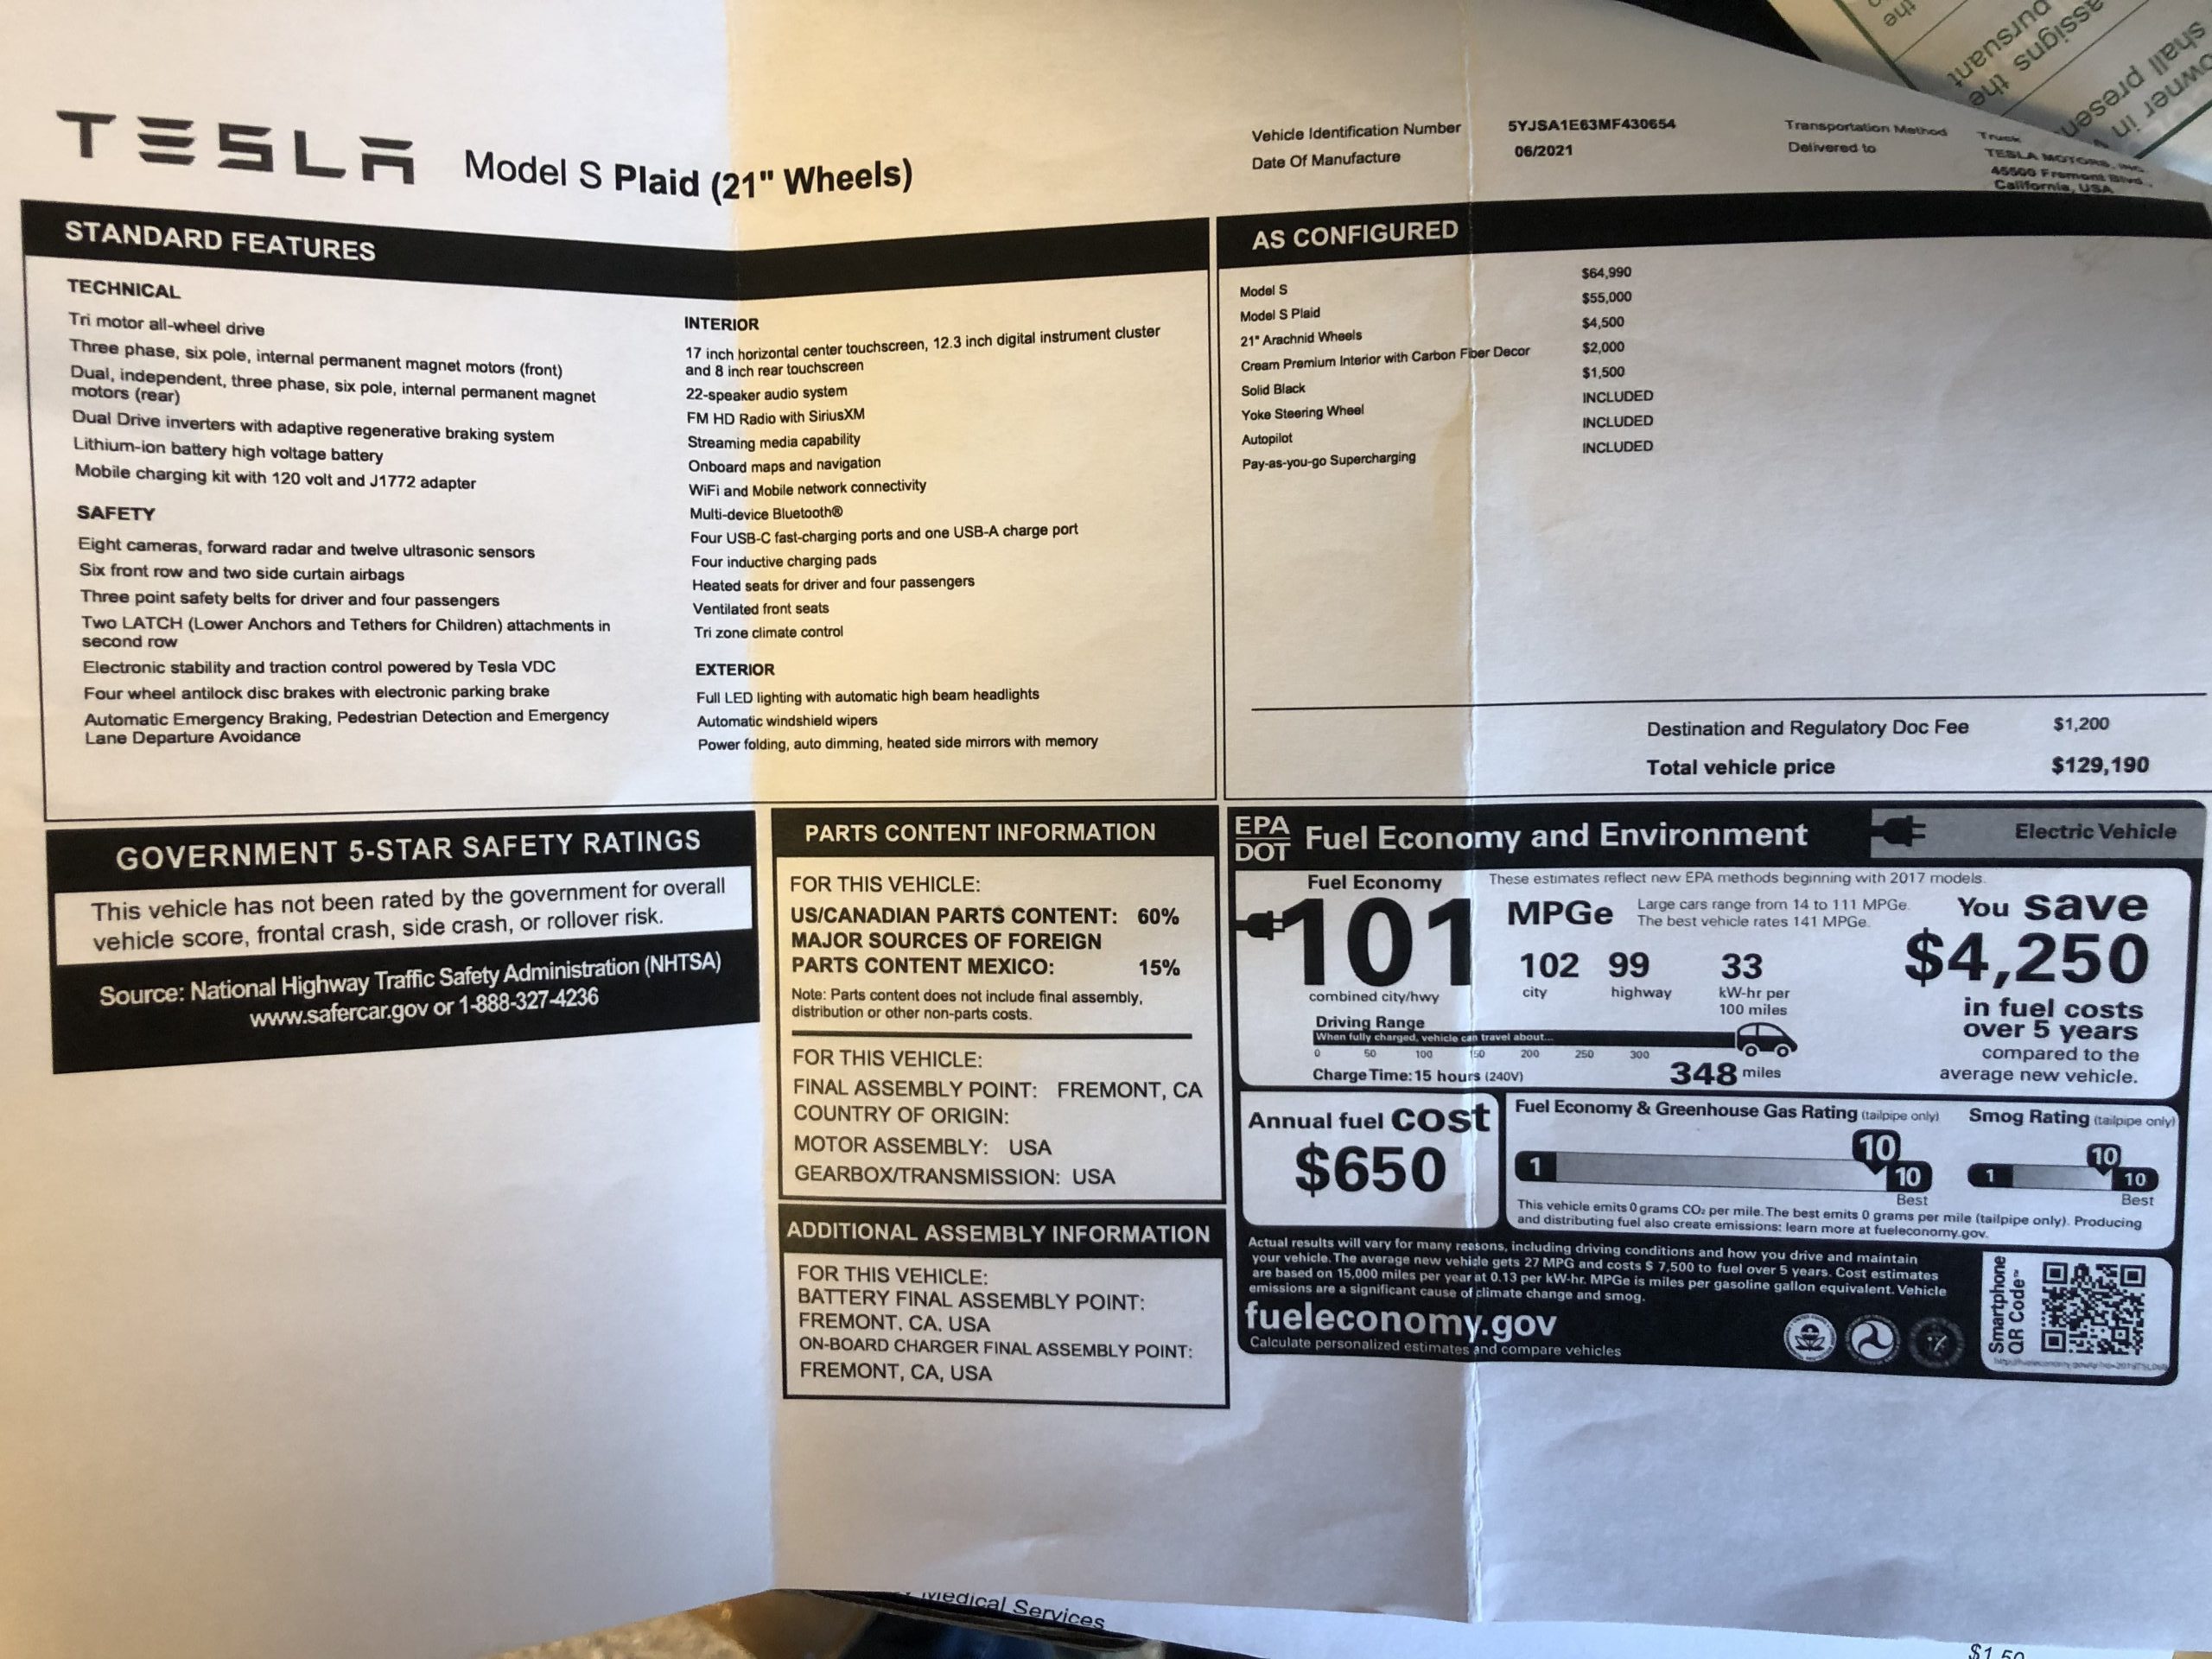 TESLA Model S Plaid (21" Wheels)
Vehicle Identification Number 5YJSA1E63MF430654
Date Of Manufacture 06/2021
Transportation Method Truck
Delivered to TESLA MOTORS, INC.
45500 Fremont Blvd.,
California, USA
STANDARD FEATURES
TECHNICAL
Tri motor all-wheel drive
Three phase, six pole, internal permanent magnet motors (front)
Dual, independent, three phase, six pole, internal permanent magnet
motors (rear)
Dual Drive inverters with adaptive regenerative braking system
Lithium-ion battery high voltage battery
Mobile charging kit with 120 volt and J1772 adapter
SAFETY
Eight cameras, forward radar and twelve ultrasonic sensors
Six front row and two side curtain airbags
Three point safety belts for driver and four passengers
Two LATCH (Lower Anchors and Tethers for Children) attachments in
second row
Electronic stability and traction control powered by Tesla VDC
Four wheel antilock disc brakes with electronic parking brake
Automatic Emergency Braking, Pedestrian Detection and Emergency
Lane Departure Avoidance
INTERIOR
17 inch horizontal center touchscreen, 12.3 inch digital instrument cluster
and 8 inch rear touchscreen
22-speaker audio system
FM HD Radio with SiriusXM
Streaming media capability
Onboard maps and navigation
WiFi and Mobile network connectivity
Multi-device Bluetooth®
Four USB-C fast-charging ports and one USB-A charge port
Four inductive charging pads
Heated seats for driver and four passengers
Ventilated front seats
Tri zone climate control
EXTERIOR
Full LED lighting with automatic high beam headlights
Automatic windshield wipers
Power folding, auto dimming, heated side mirrors with memory
AS CONFIGURED
Model S $64,990
Model S Plaid $55,000
21" Arachnid Wheels $4,500
Cream Premium Interior with Carbon Fiber Decor $2,000
Solid Black $1,500
Yoke Steering Wheel INCLUDED
Autopilot INCLUDED
Pay-as-you-go Supercharging INCLUDED
Destination and Regulatory Doc Fee $1,200
Total vehicle price $129,190
GOVERNMENT 5-STAR SAFETY RATINGS
This vehicle has not been rated by the government for overall
vehicle score, frontal crash, side crash, or rollover risk.
Source: National Highway Traffic Safety Administration (NHTSA)
www.safercar.gov or 1-888-327-4236
PARTS CONTENT INFORMATION
FOR THIS VEHICLE:
US/CANADIAN PARTS CONTENT: 60%
MAJOR SOURCES OF FOREIGN
PARTS CONTENT MEXICO: 15%
Note: Parts content does not include final assembly,
distribution or other non-parts costs.
FOR THIS VEHICLE:
FINAL ASSEMBLY POINT: FREMONT, CA
COUNTRY OF ORIGIN:
MOTOR ASSEMBLY: USA
GEARBOX/TRANSMISSION: USA
ADDITIONAL ASSEMBLY INFORMATION
FOR THIS VEHICLE:
BATTERY FINAL ASSEMBLY POINT:
FREMONT. CA. USA
ON-BOARD CHARGER FINAL ASSEMBLY POINT:
FREMONT, CA, USA
EPA
DOT
Fuel Economy and Environment
Electric Vehicle
Fuel Economy
These estimates reflect new EPA methods beginning with 2017 models.
101 MPGe
Large cars range from 14 to 111 MPGe.
The best vehicle rates 141 MPGe.
combined city/hwy
102 city
99 highway
33 kW-hr per
100 miles
Driving Range
When fully charged, vehicle can travel about...
0 50 100 150 200 250 300
348 miles
Charge Time: 15 hours (240V)
You save
$4,250
in fuel costs
over 5 years
compared to the
average new vehicle.
Annual fuel cost
$650
Fuel Economy & Greenhouse Gas Rating (tailpipe only)
1 10 10
Best
Smog Rating (tailpipe only)
1 10 10
Best
This vehicle emits 0 grams CO₂ per mile. The best emits 0 grams per mile (tailpipe only). Producing
and distributing fuel also create emissions: learn more at fueleconomy.gov.
Actual results will vary for many reasons, including driving conditions and how you drive and maintain
your vehicle. The average new vehicle gets 27 MPG and costs $ 7,500 to fuel over 5 years. Cost estimates
are based on 15,000 miles per year at 0.13 per kW-hr. MPGe is miles per gasoline gallon equivalent. Vehicle
emissions are a significant cause of climate change and smog.
fueleconomy.gov
Calculate personalized estimates and compare vehicles
Smartphone
QR Code™
the
pursuant
assigns the
shall
owner in
Medical Services